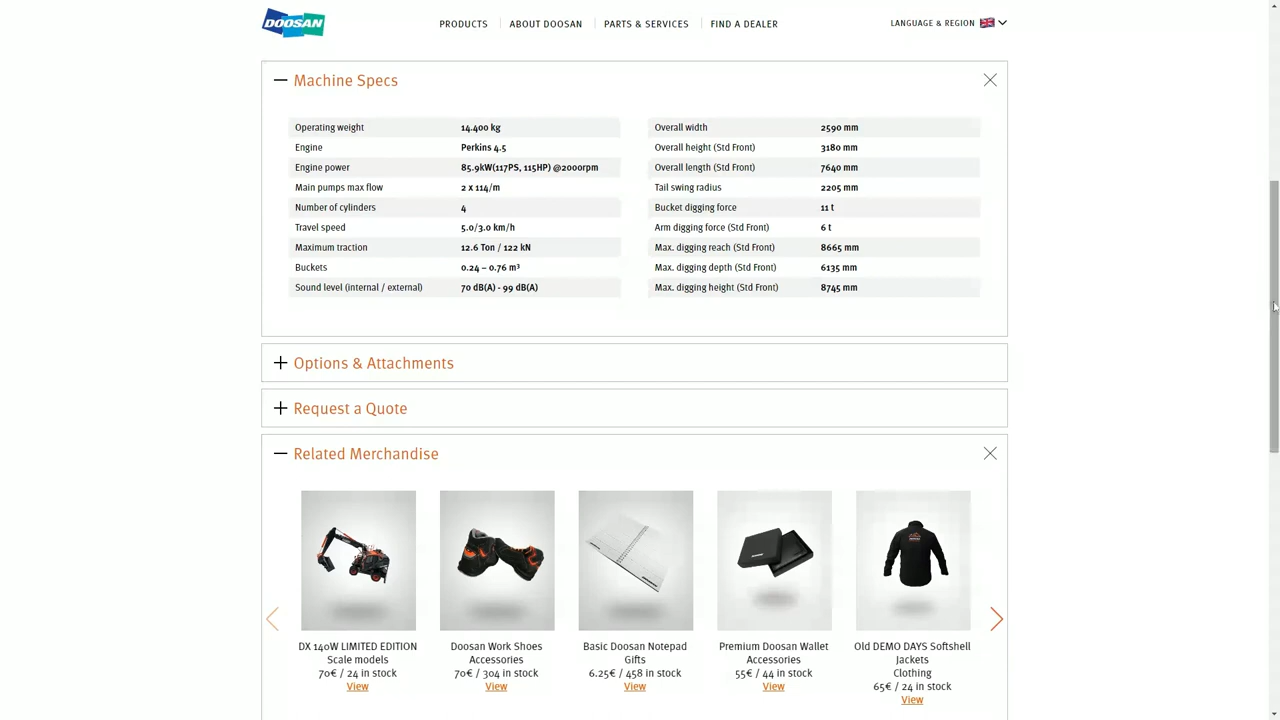 DOOSAN
PRODUCTS
ABOUT DOOSAN
PARTS & SERVICES
FIND A DEALER
LANGUAGE & REGION
Machine Specs
Operating weight 14.400 kg
Engine Perkins 4.5
Engine power 85.9kW(117PS, 115HP) @2000rpm
Main pumps max flow 2 x 114/m
Number of cylinders 4
Travel speed 5.0/3.0 km/h
Maximum traction 12.6 Ton / 122 kN
Buckets 0.24 – 0.76 m³
Sound level (internal / external) 70 dB(A) - 99 dB(A)
Overall width 2590 mm
Overall height (Std Front) 3180 mm
Overall length (Std Front) 7640 mm
Tail swing radius 2205 mm
Bucket digging force 11 t
Arm digging force (Std Front) 6 t
Max. digging reach (Std Front) 8665 mm
Max. digging depth (Std Front) 6135 mm
Max. digging height (Std Front) 8745 mm
Options & Attachments
Request a Quote
Related Merchandise
DX 140W LIMITED EDITION
Scale models
70€ / 24 in stock
View
Doosan Work Shoes
Accessories
70€ / 304 in stock
View
Basic Doosan Notepad
Gifts
6.25€ / 458 in stock
View
Premium Doosan Wallet
Accessories
55€ / 44 in stock
View
Old DEMO DAYS Softshell
Jackets
Clothing
65€ / 24 in stock
View